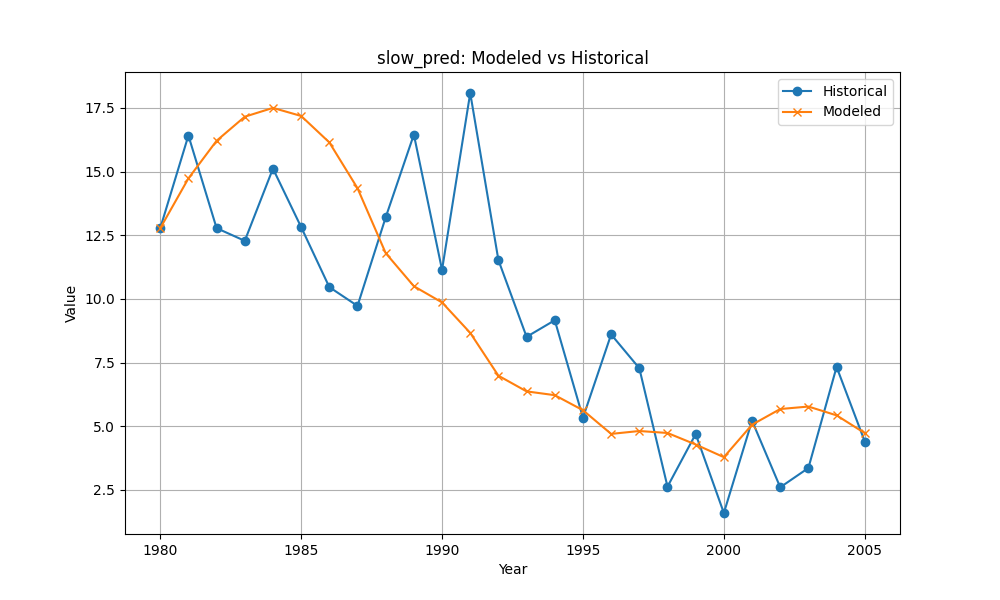 slow_pred: Modeled vs Historical
Historical
Modeled
17.5
15.0
12.5
10.0
7.5
5.0
2.5
Value
1980
1985
1990
1995
2000
2005
Year